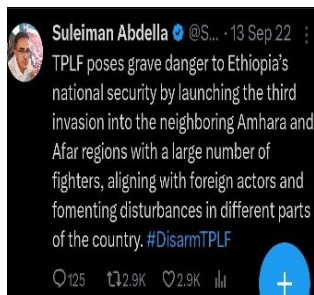 Suleiman Abdella @S... · 13 Sep 22
TPLF poses grave danger to Ethiopia's
national security by launching the third
invasion into the neighboring Amhara and
Afar regions with a large number of
fighters, aligning with foreign actors and
fomenting disturbances in different parts
of the country. #DisarmTPLF
125 2.9K 2.9K